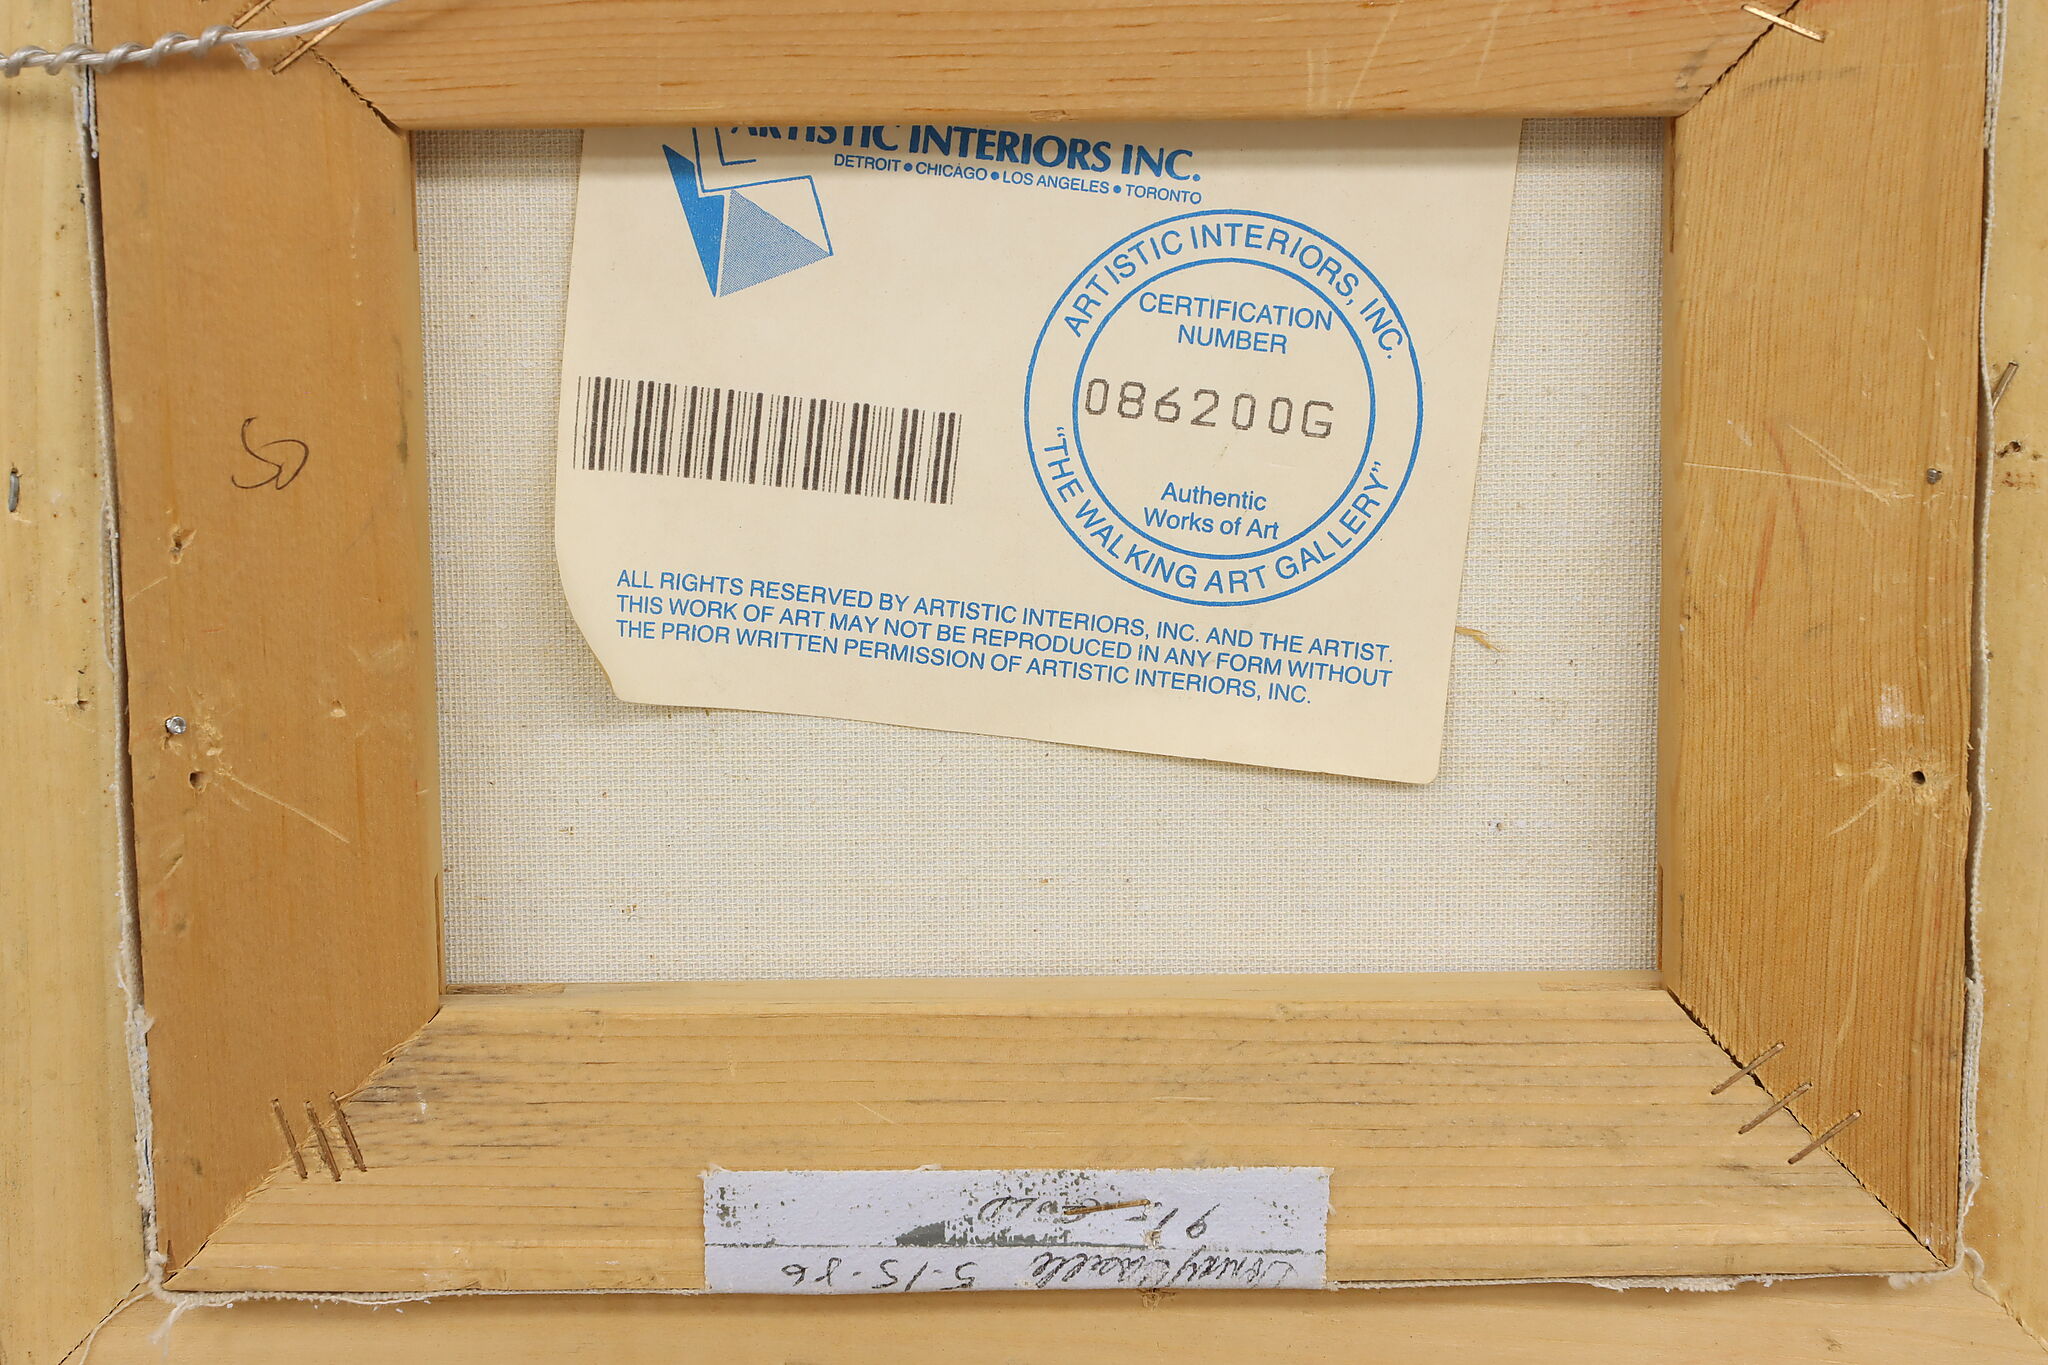 ARTISTIC INTERIORS INC.
DETROIT • CHICAGO • LOS ANGELES • TORONTO
ARTISTIC INTERIORS, INC.
CERTIFICATION
NUMBER
086200G
Authentic
Works of Art
"THE WALKING ART GALLERY"
ALL RIGHTS RESERVED BY ARTISTIC INTERIORS, INC. AND THE ARTIST.
THIS WORK OF ART MAY NOT BE REPRODUCED IN ANY FORM WITHOUT
THE PRIOR WRITTEN PERMISSION OF ARTISTIC INTERIORS, INC.
5-15-86